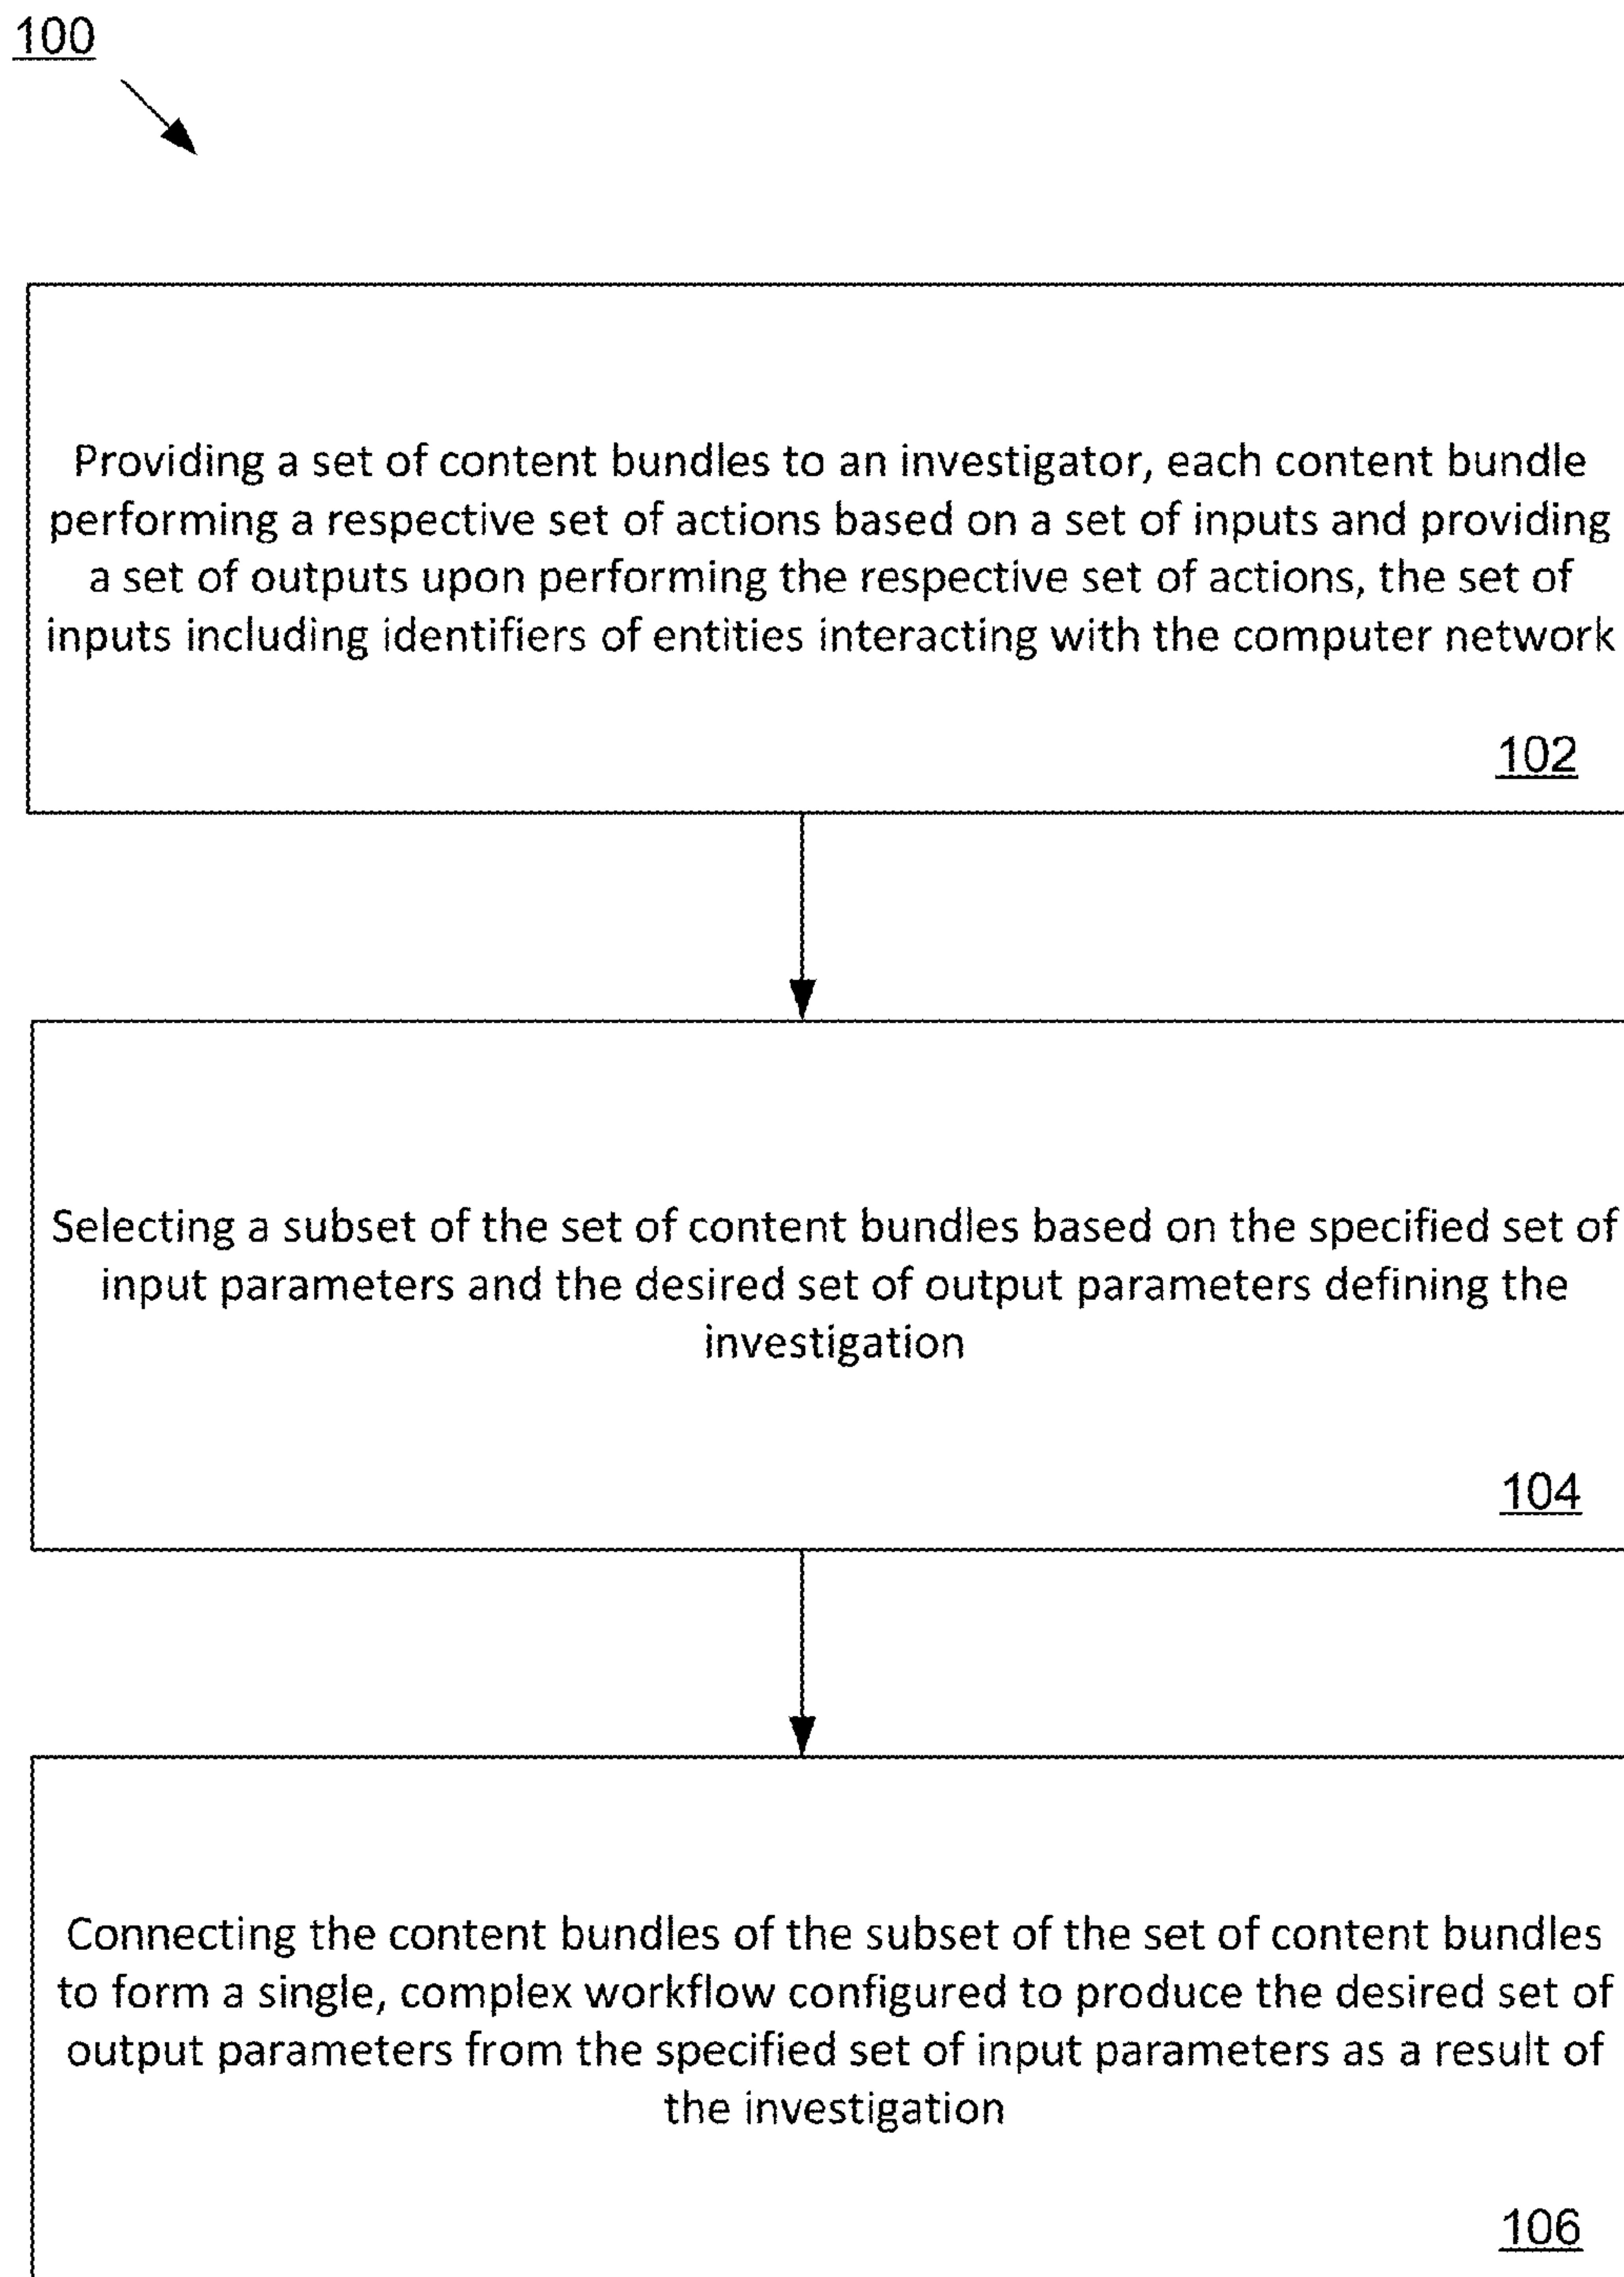 100
Providing a set of content bundles to an investigator, each content bundle
performing a respective set of actions based on a set of inputs and providing
a set of outputs upon performing the respective set of actions, the set of
inputs including identifiers of entities interacting with the computer network
102
Selecting a subset of the set of content bundles based on the specified set of
input parameters and the desired set of output parameters defining the
investigation
104
Connecting the content bundles of the subset of the set of content bundles
to form a single, complex workflow configured to produce the desired set of
output parameters from the specified set of input parameters as a result of
the investigation
106